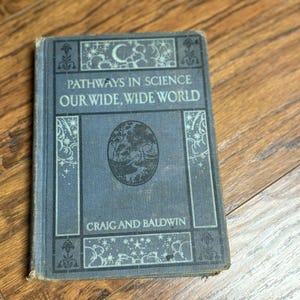 PATHWAYS IN SCIENCE
OUR WIDE, WIDE WORLD
CRAIG AND BALDWIN